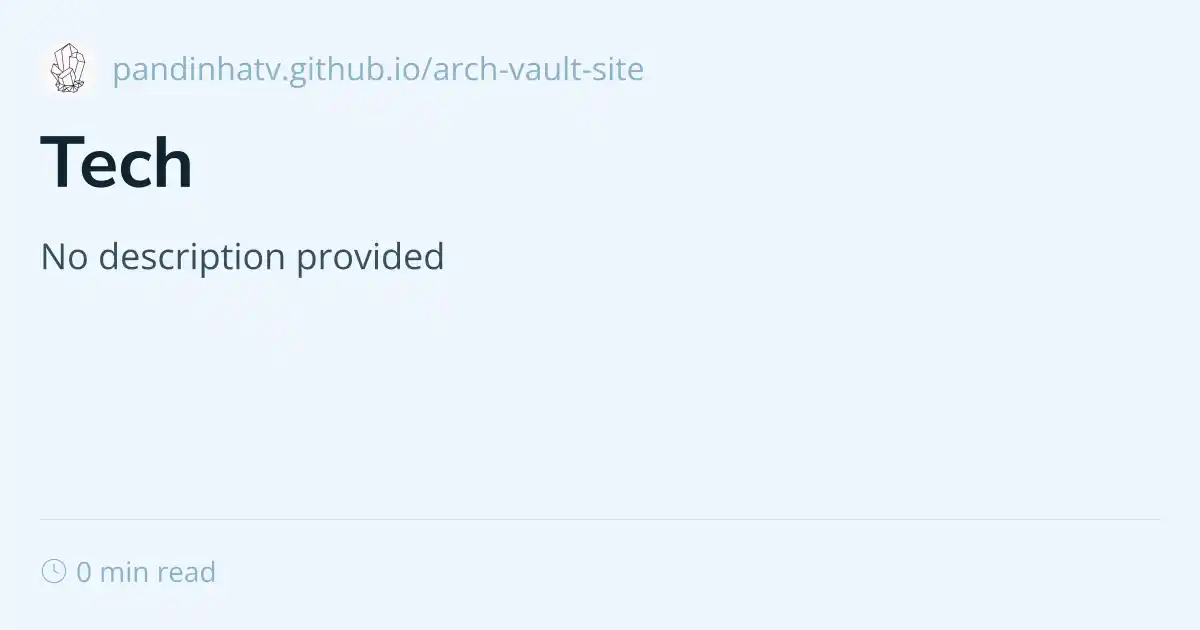 pandinhatv.github.io/arch-vault-site
Tech
No description provided
0 min read